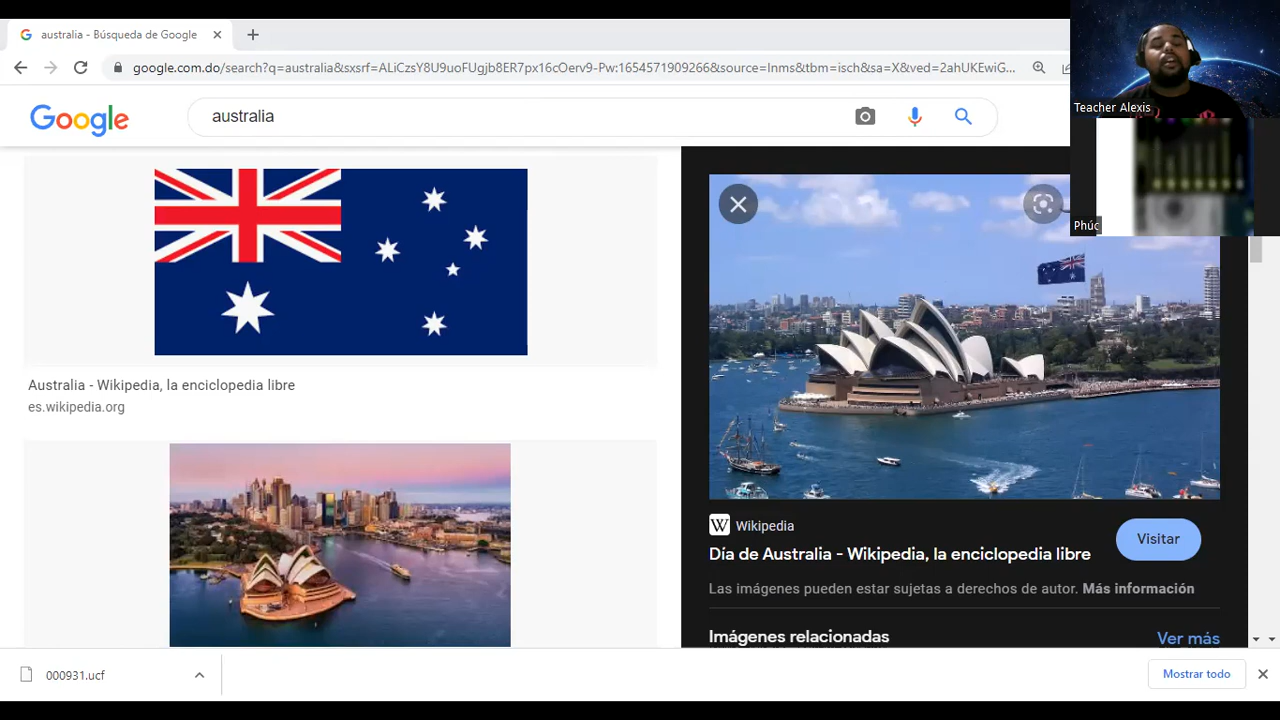 australia - Búsqueda de Google
google.com.do/search?q=australia&sxsrf=ALiCzsY8U9uoEIgjb8ER7px16cOerv9-Pw:1654571909266&source=lnms&tbm=isch&sa=X&ved=2ahUKEwiG...
Teacher Alexis
Google
australia
Phúc
Australia - Wikipedia, la enciclopedia libre
es.wikipedia.org
W Wikipedia
Día de Australia - Wikipedia, la enciclopedia libre
Visitar
Las imágenes pueden estar sujetas a derechos de autor. Más información
Imágenes relacionadas
Ver más
000931.ucf
Mostrar todo